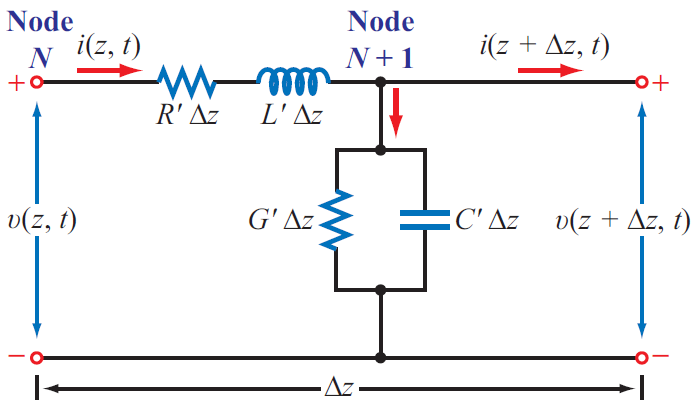 Node
N
i(z, t)
Node
N + 1
i(z + Δz, t)
+
+
R′ Δz
L′ Δz
v(z, t)
G′ Δz
C′ Δz
v(z + Δz, t)
−
−
Δz